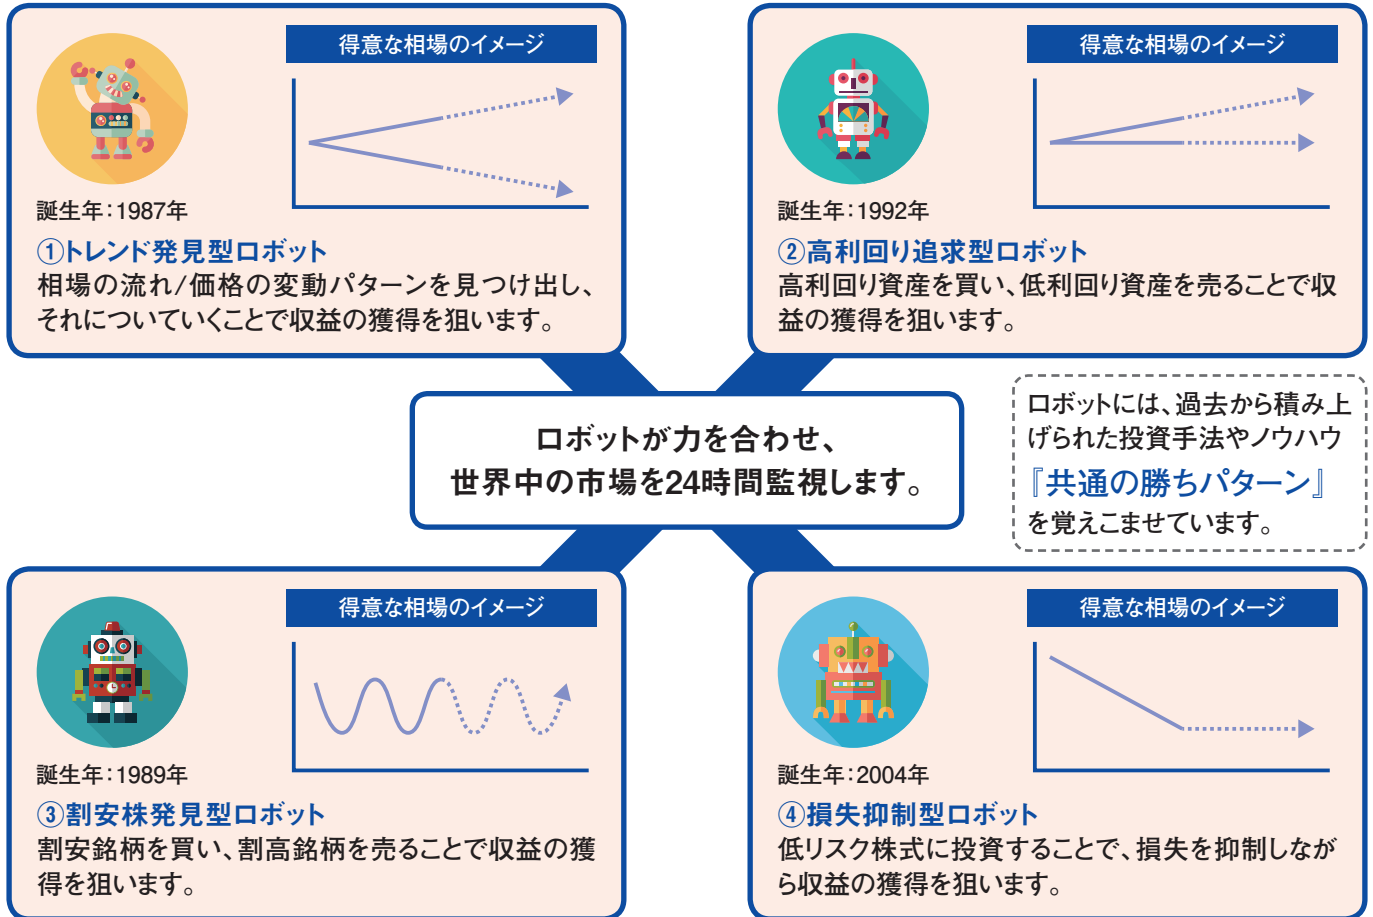 得意な相場のイメージ
誕生年：1987年
①トレンド発見型ロボット
相場の流れ/価格の変動パターンを見つけ出し、
それについていくことで収益の獲得を狙います。
得意な相場のイメージ
誕生年：1992年
②高利回り追求型ロボット
高利回り資産を買い、低利回り資産を売ることで収
益の獲得を狙います。
ロボットが力を合わせ、
世界中の市場を24時間監視します。
ロボットには、過去から積み上
げられた投資手法やノウハウ
『共通の勝ちパターン』
を覚えこませています。
得意な相場のイメージ
誕生年：1989年
③割安株発見型ロボット
割安銘柄を買い、割高銘柄を売ることで収益の獲
得を狙います。
得意な相場のイメージ
誕生年：2004年
④損失抑制型ロボット
低リスク株式に投資することで、損失を抑制しなが
ら収益の獲得を狙います。